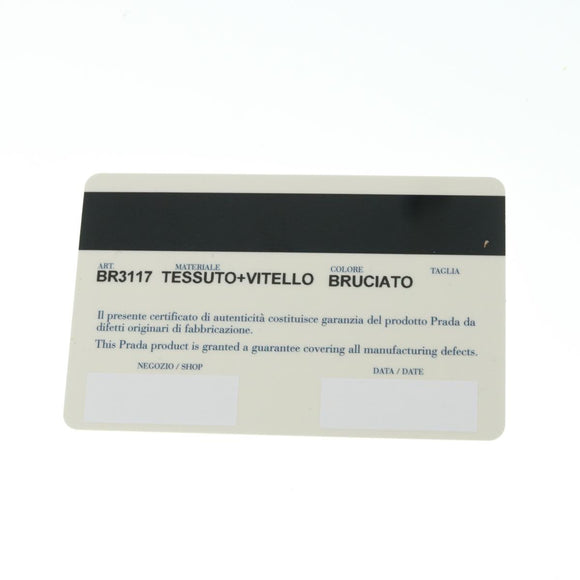 ART. MATERIALE COLORE TAGLIA
BR3117 TESSUTO+VITELLO BRUCIATO
Il presente certificato di autenticità costituisce garanzia del prodotto Prada da
difetti originari di fabbricazione.
This Prada product is granted a guarantee covering all manufacturing defects.
NEGOZIO / SHOP DATA / DATE